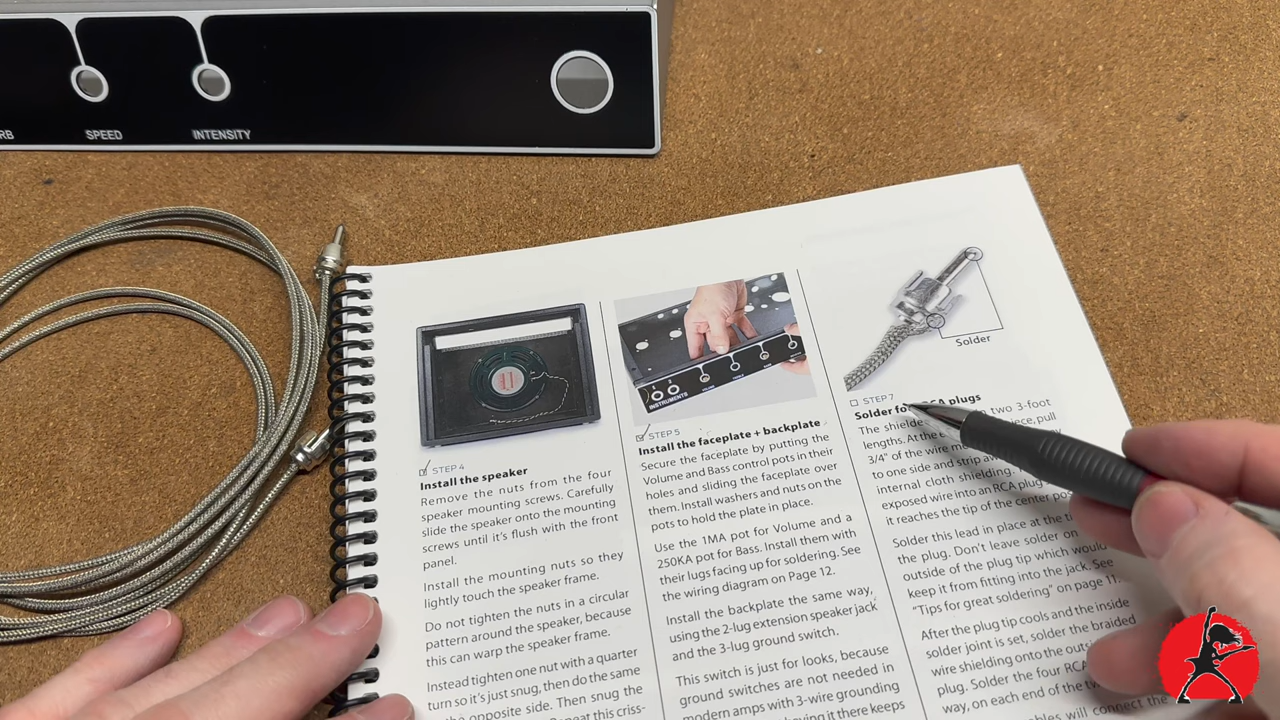 RB SPEED INTENSITY
INSTRUMENTS
Solder
STEP 4
Install the speaker
Remove the nuts from the four
speaker mounting screws. Carefully
slide the speaker onto the mounting
screws until it's flush with the front
panel.
Install the mounting nuts so they
lightly touch the speaker frame.
Do not tighten the nuts in a circular
pattern around the speaker, because
this can warp the speaker frame.
Instead tighten one nut with a quarter
turn so it's just snug, then do the same
the opposite side. Then snug the
Repeat this criss-
STEP 5
Install the faceplate + backplate
Secure the faceplate by putting the
Volume and Bass control pots in their
holes and sliding the faceplate over
them. Install washers and nuts on the
pots to hold the plate in place.
Use the 1MA pot for Volume and a
250KA pot for Bass. Install them with
their lugs facing up for soldering. See
the wiring diagram on Page 12.
Install the backplate the same way,
using the 2-lug extension speaker jack
and the 3-lug ground switch.
This switch is just for looks, because
ground switches are not needed in
modern amps with 3-wire grounding
having it there keeps
STEP 7
Solder plugs
The two 3-foot
lengths. At the piece, pull
3/4" of the wire
to one side and strip
internal cloth shielding.
exposed wire into an RCA plug
it reaches the tip of the center
Solder this lead in place at the
the plug. Don't leave solder on
outside of the plug tip which would
keep it from fitting into the jack. See
"Tips for great soldering" on page 11.
After the plug tip cools and the inside
solder joint is set, solder the braided
wire shielding onto the
plug. Solder the four RCA
way, on each end of the
will connect the